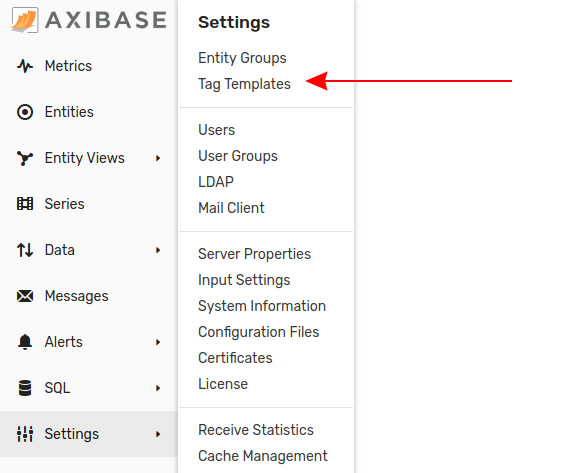 AXIBASE
Metrics
Entities
Entity Views
Series
Data
Messages
Alerts
SQL
Settings
Settings
Entity Groups
Tag Templates
Users
User Groups
LDAP
Mail Client
Server Properties
Input Settings
System Information
Configuration Files
Certificates
License
Receive Statistics
Cache Management